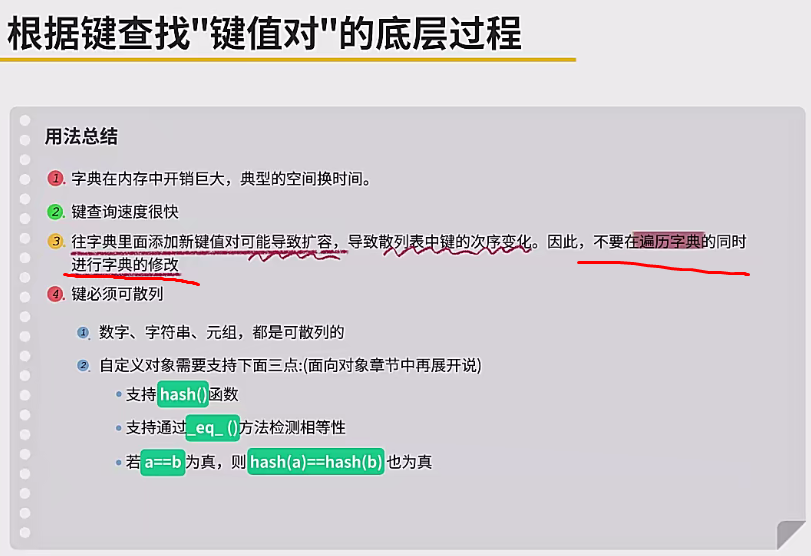 根据键查找"键值对"的底层过程
用法总结
1. 字典在内存中开销巨大，典型的空间换时间。
2. 键查询速度很快
3. 往字典里面添加新键值对可能导致扩容，导致散列表中键的次序变化。因此，不要在遍历字典的同时
进行字典的修改
4. 键必须可散列
1. 数字、字符串、元组，都是可散列的
2. 自定义对象需要支持下面三点:(面向对象章节中再展开说)
•支持hash()函数
•支持通过_eq_ ()方法检测相等性
•若a==b为真，则hash(a)==hash(b)也为真